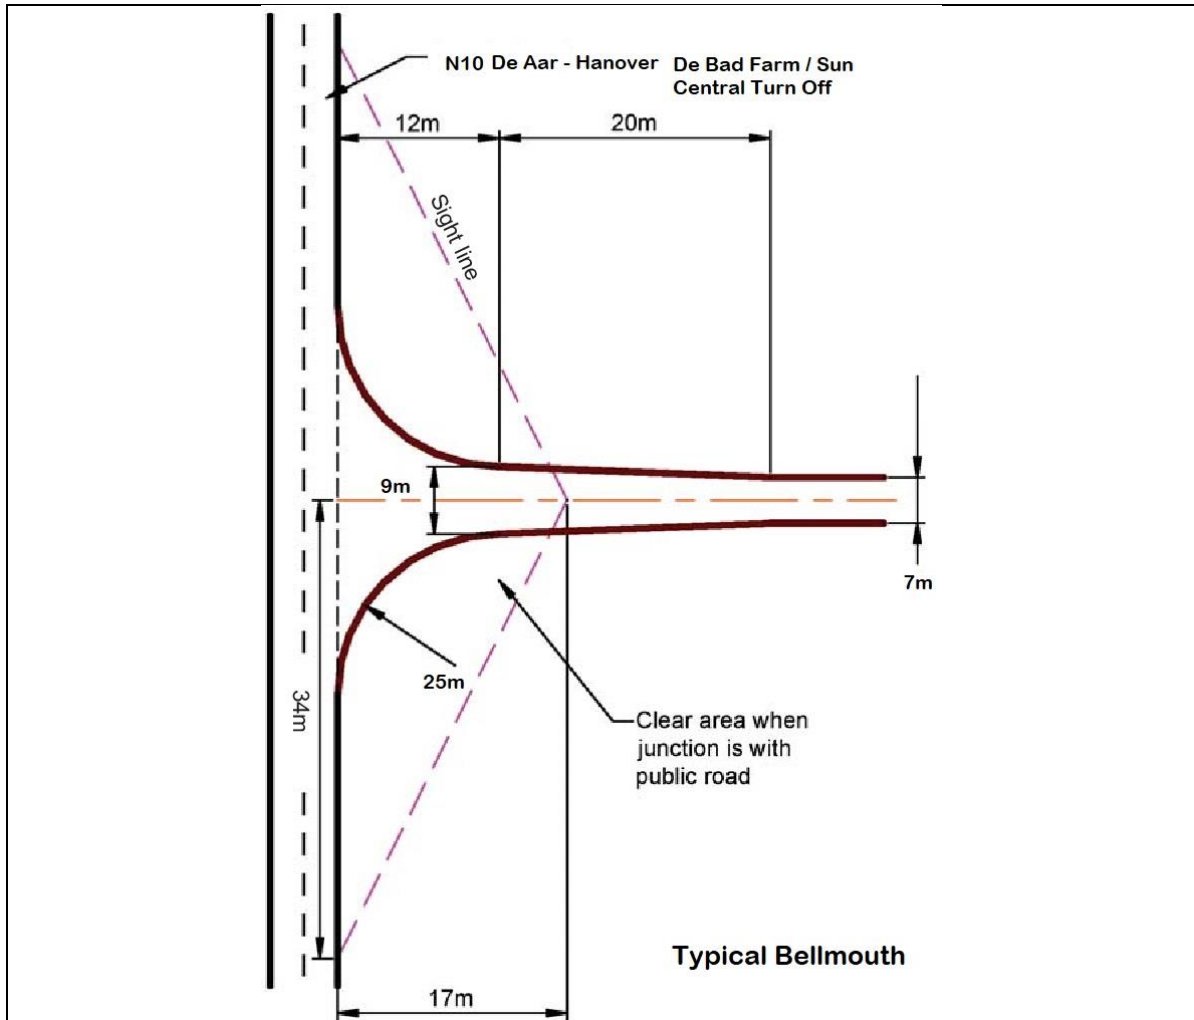 N10 De Aar - Hanover
De Bad Farm / Sun
Central Turn Off
12m
20m
Sight line
9m
7m
25m
34m
Clear area when
junction is with
public road
Typical Bellmouth
17m